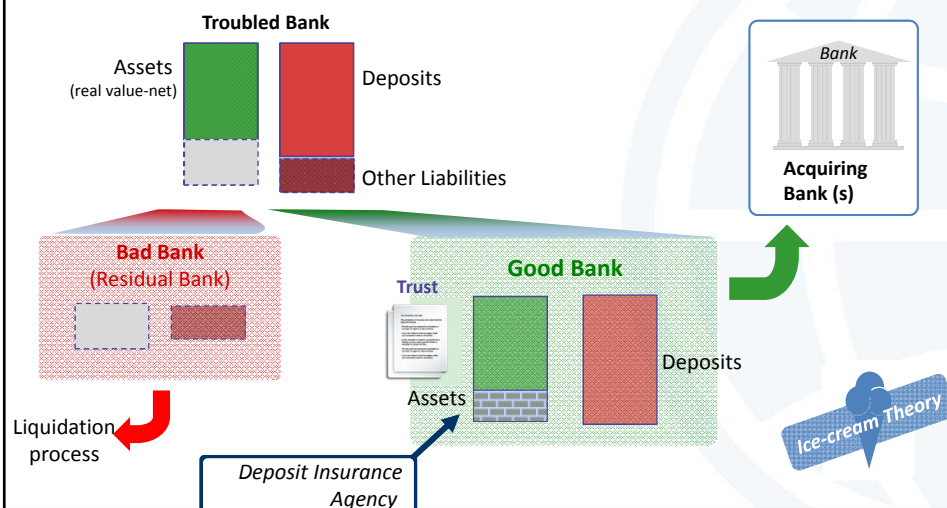 Troubled Bank
Assets
(real value-net)
Deposits
Other Liabilities
Bank
Acquiring
Bank (s)
Bad Bank
(Residual Bank)
Good Bank
Trust
Assets
Deposits
Liquidation
process
Deposit Insurance
Agency
Ice-cream Theory